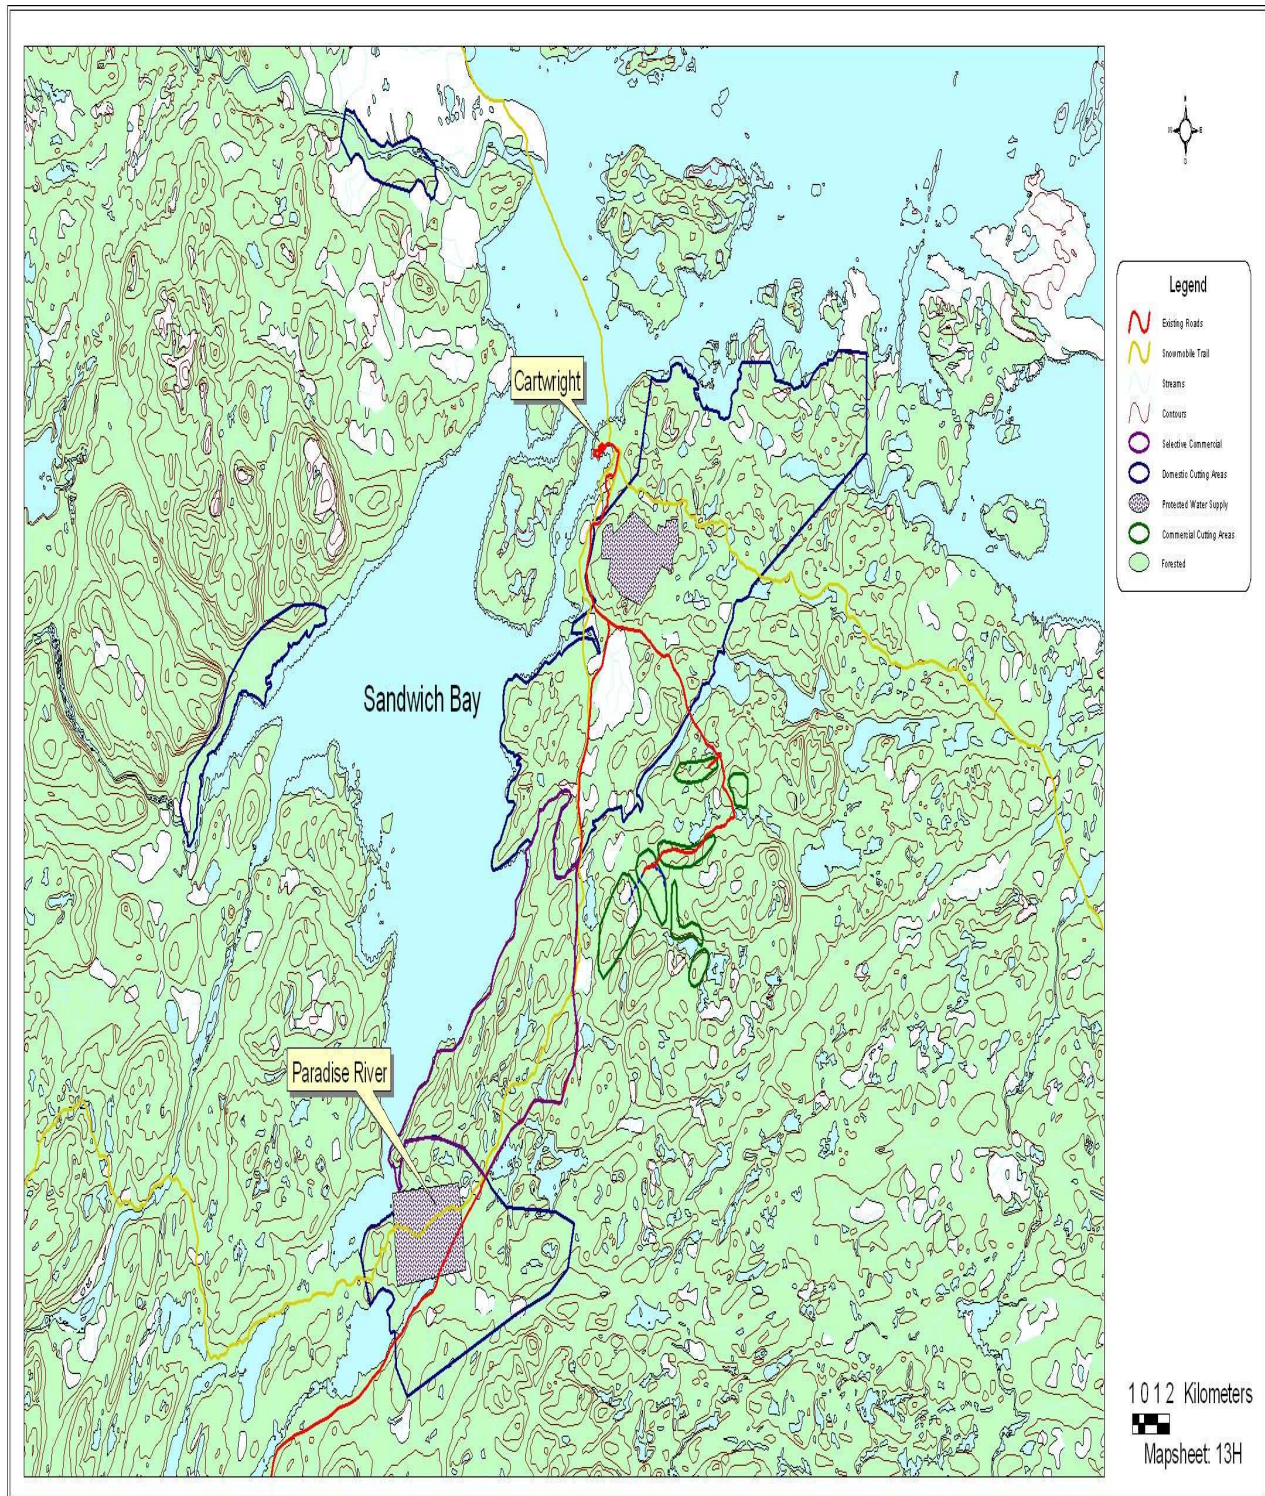 Cartwright
Sandwich Bay
Paradise River
Legend
Existing Roads
Snowmobile Trail
Streams
Contours
Selective Commercial
Domestic Cutting Areas
Protected Water Supply
Commercial Cutting Areas
Forested
1 0 1 2 Kilometers
Mapsheet: 13H